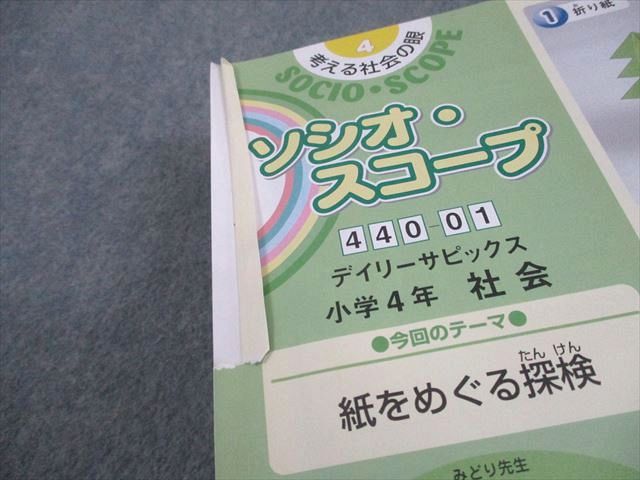 4
考える社会の眼
SOCIO・SCOPE
ソシオ・
スコープ
440-01
デイリーサピックス
小学4年 社会
●今回のテーマ●
紙をめぐる探検
たんけん
みどり先生
1 折り紙